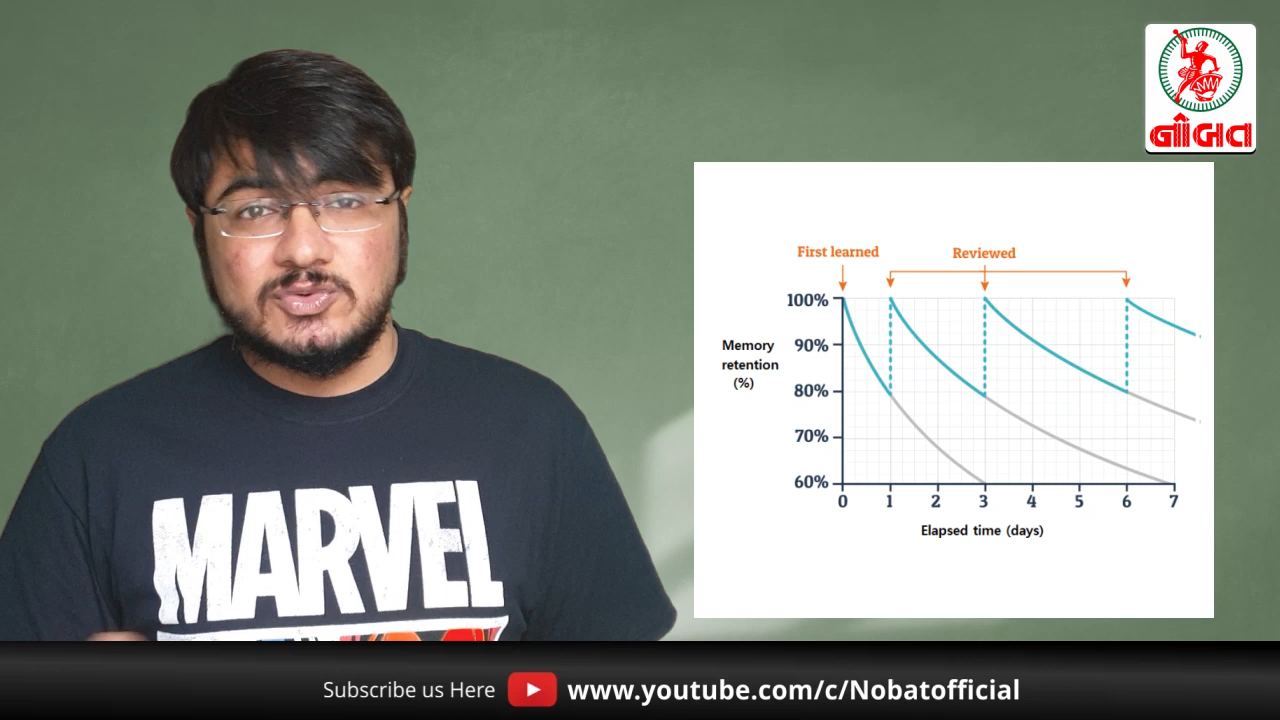 નોબત
MARVEL
First learned
Reviewed
100%
90%
80%
70%
60%
Memory
retention
(%)
0 1 2 3 4 5 6 7
Elapsed time (days)
Subscribe us Here
www.youtube.com/c/Nobatofficial